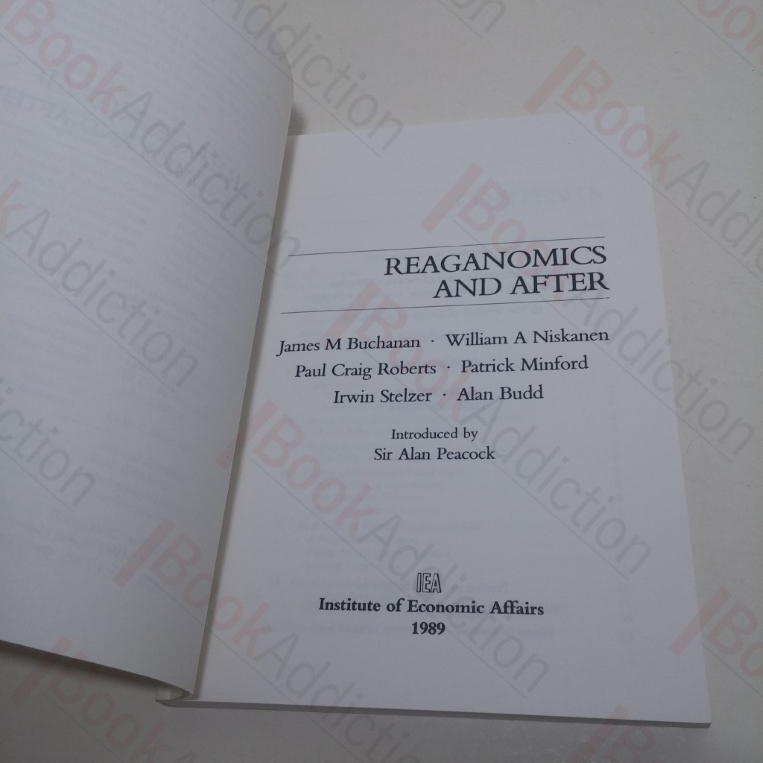 REAGANOMICS
AND AFTER
James M Buchanan · William A Niskanen
Paul Craig Roberts · Patrick Minford
Irwin Stelzer · Alan Budd
Introduced by
Sir Alan Peacock
IEA
Institute of Economic Affairs
1989
BookAddiction